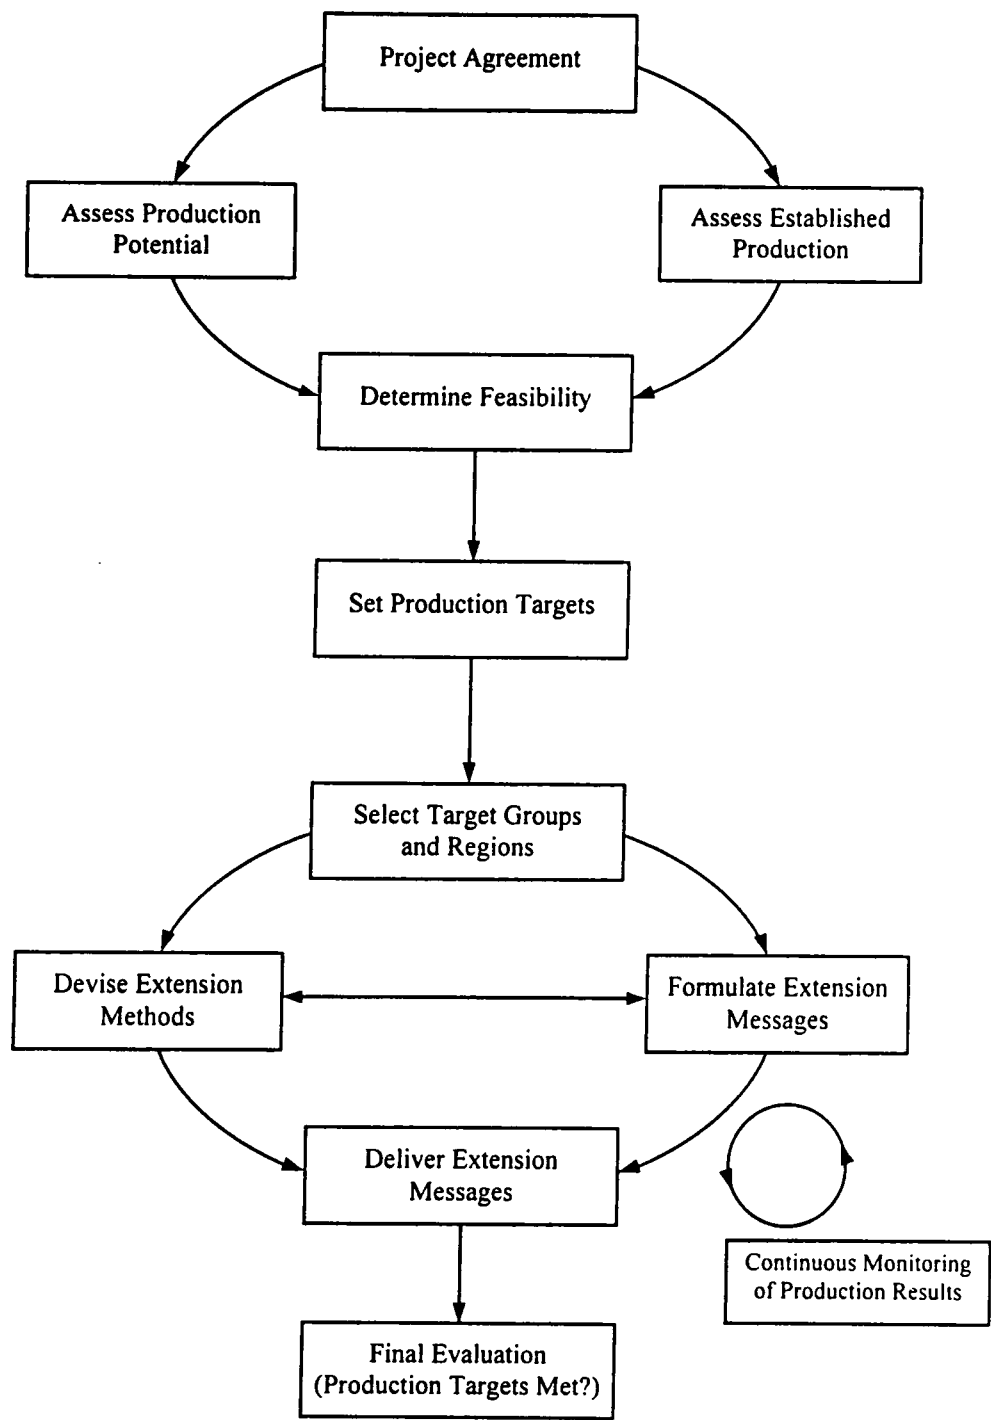 Project Agreement
Assess Production
Potential
Assess Established
Production
Determine Feasibility
Set Production Targets
Select Target Groups
and Regions
Devise Extension
Methods
Formulate Extension
Messages
Deliver Extension
Messages
Continuous Monitoring
of Production Results
Final Evaluation
(Production Targets Met?)